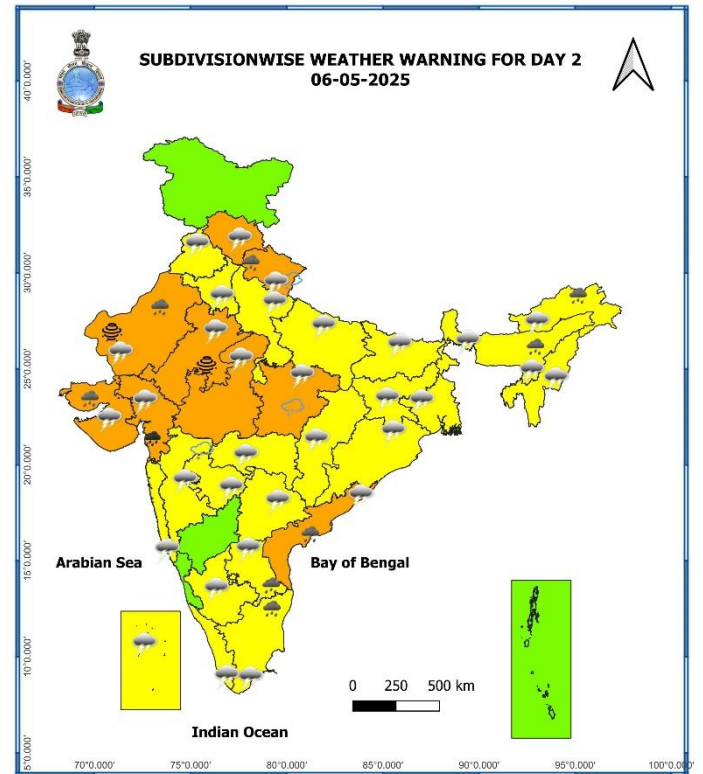 SUBDIVISIONWISE WEATHER WARNING FOR DAY 2
06-05-2025
40°0.000'
35°0.000'
30°0.000'
25°0.000'
20°0.000'
15°0.000'
10°0.000'
5°0.000'
Arabian Sea
Bay of Bengal
0 250 500 km
Indian Ocean
70°0.000' 75°0.000' 80°0.000' 85°0.000' 90°0.000' 95°0.000' 100°0.000'